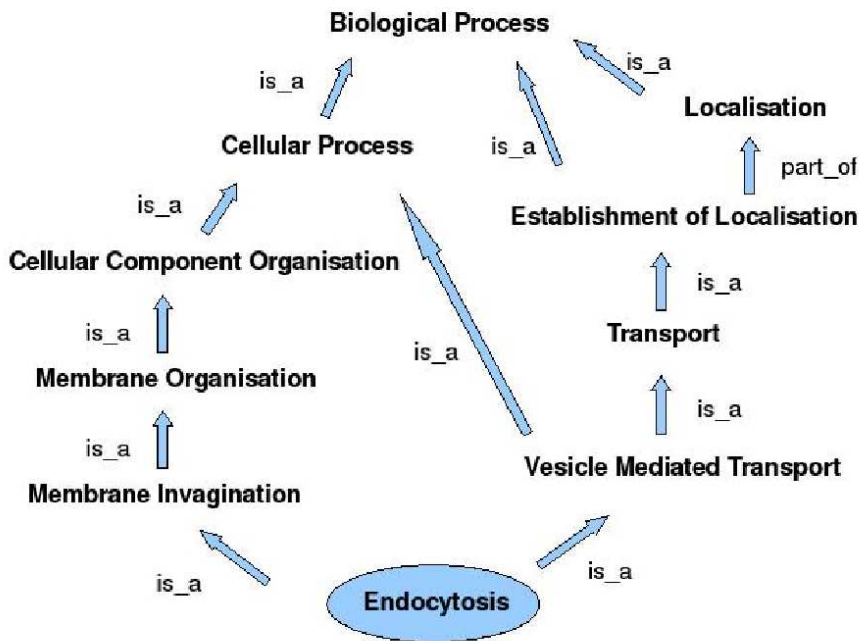 Biological Process
is_a
is_a
Localisation
Cellular Process
is_a
part_of
is_a
Establishment of Localisation
Cellular Component Organisation
is_a
is_a
Transport
is_a
Membrane Organisation
is_a
is_a
Vesicle Mediated Transport
Membrane Invagination
is_a
is_a
Endocytosis